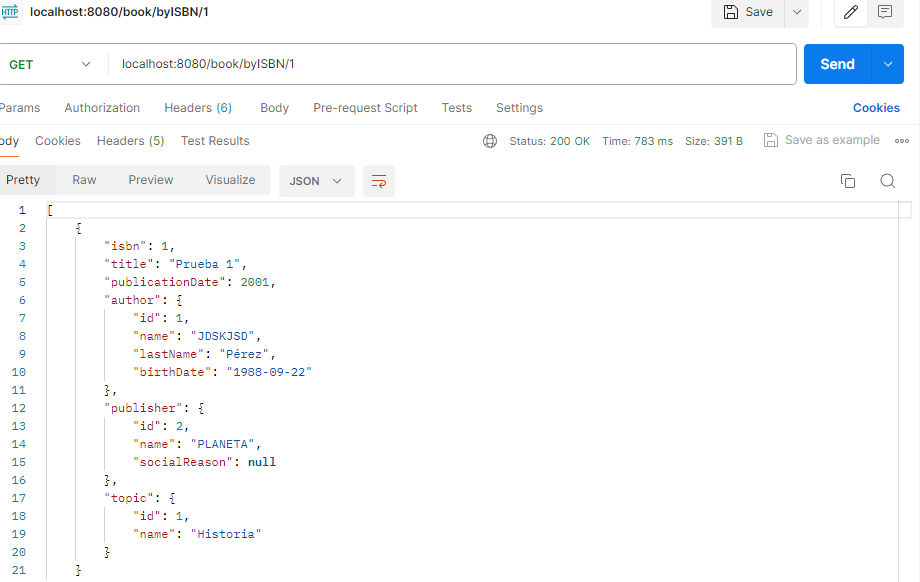 HTTP localhost:8080/book/byISBN/1 Save
GET localhost:8080/book/byISBN/1 Send
Params Authorization Headers (6) Body Pre-request Script Tests Settings Cookies
ody Cookies Headers (5) Test Results Status: 200 OK Time: 783 ms Size: 391 B Save as example
Pretty Raw Preview Visualize JSON
1 [
2 {
3 "isbn": 1,
4 "title": "Prueba 1",
5 "publicationDate": 2001,
6 "author": {
7 "id": 1,
8 "name": "JDSKJSD",
9 "lastName": "Pérez",
10 "birthDate": "1988-09-22"
11 },
12 "publisher": {
13 "id": 2,
14 "name": "PLANETA",
15 "socialReason": null
16 },
17 "topic": {
18 "id": 1,
19 "name": "Historia"
20 }
21 }